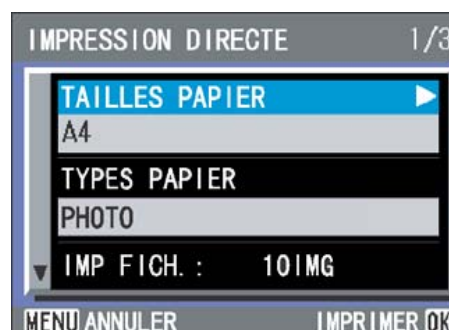 IMPRESSION DIRECTE 1/3
TAILLES PAPIER
A4
TYPES PAPIER
PHOTO
IMP FICH. : 10IMG
MENU ANNULER IMPRIMER OK